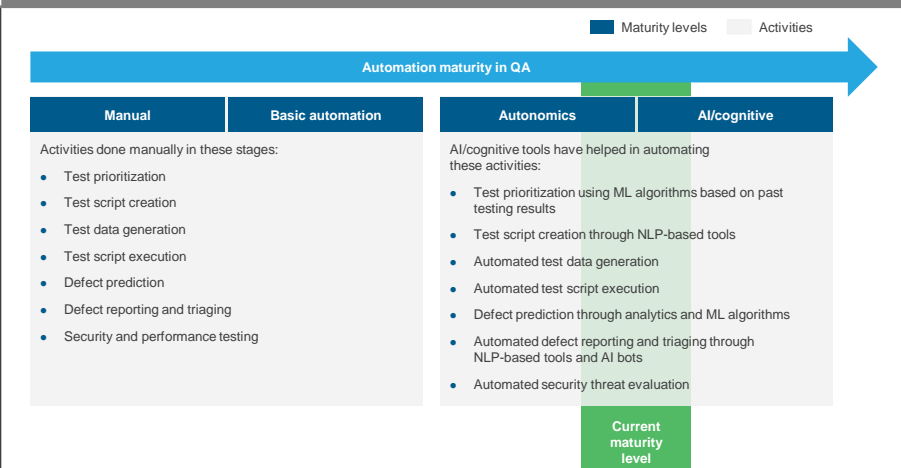 Maturity levels
Activities
Automation maturity in QA
Manual
Basic automation
Activities done manually in these stages:
• Test prioritization
• Test script creation
• Test data generation
• Test script execution
• Defect prediction
• Defect reporting and triaging
• Security and performance testing
Autonomics
AI/cognitive
AI/cognitive tools have helped in automating
these activities:
• Test prioritization using ML algorithms based on past
testing results
• Test script creation through NLP-based tools
• Automated test data generation
• Automated test script execution
• Defect prediction through analytics and ML algorithms
• Automated defect reporting and triaging through
NLP-based tools and AI bots
• Automated security threat evaluation
Current
maturity
level